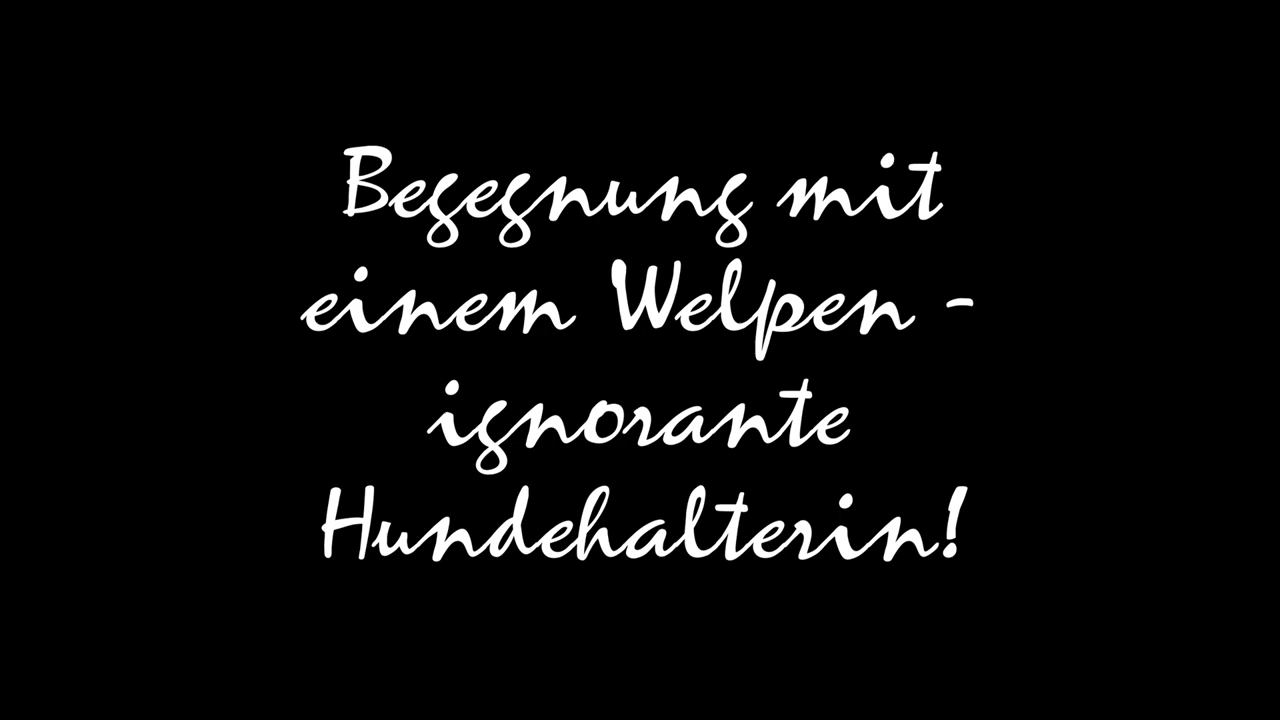 Begegnung mit
einem Welpen -
ignorante
Hundehalterin!